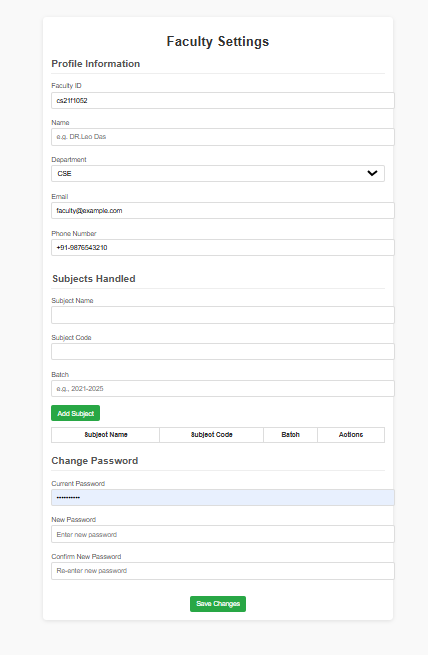 Faculty Settings
Profile Information
Faculty ID
cs21f1052
Name
e.g. DR.Leo Das
Department
CSE
Email
faculty@example.com
Phone Number
+91-9876543210
Subjects Handled
Subject Name
Subject Code
Batch
e.g., 2021-2025
Add Subject
Subject Name Subject Code Batch Actions
Change Password
Current Password
••••••••••
New Password
Enter new password
Confirm New Password
Re-enter new password
Save Changes